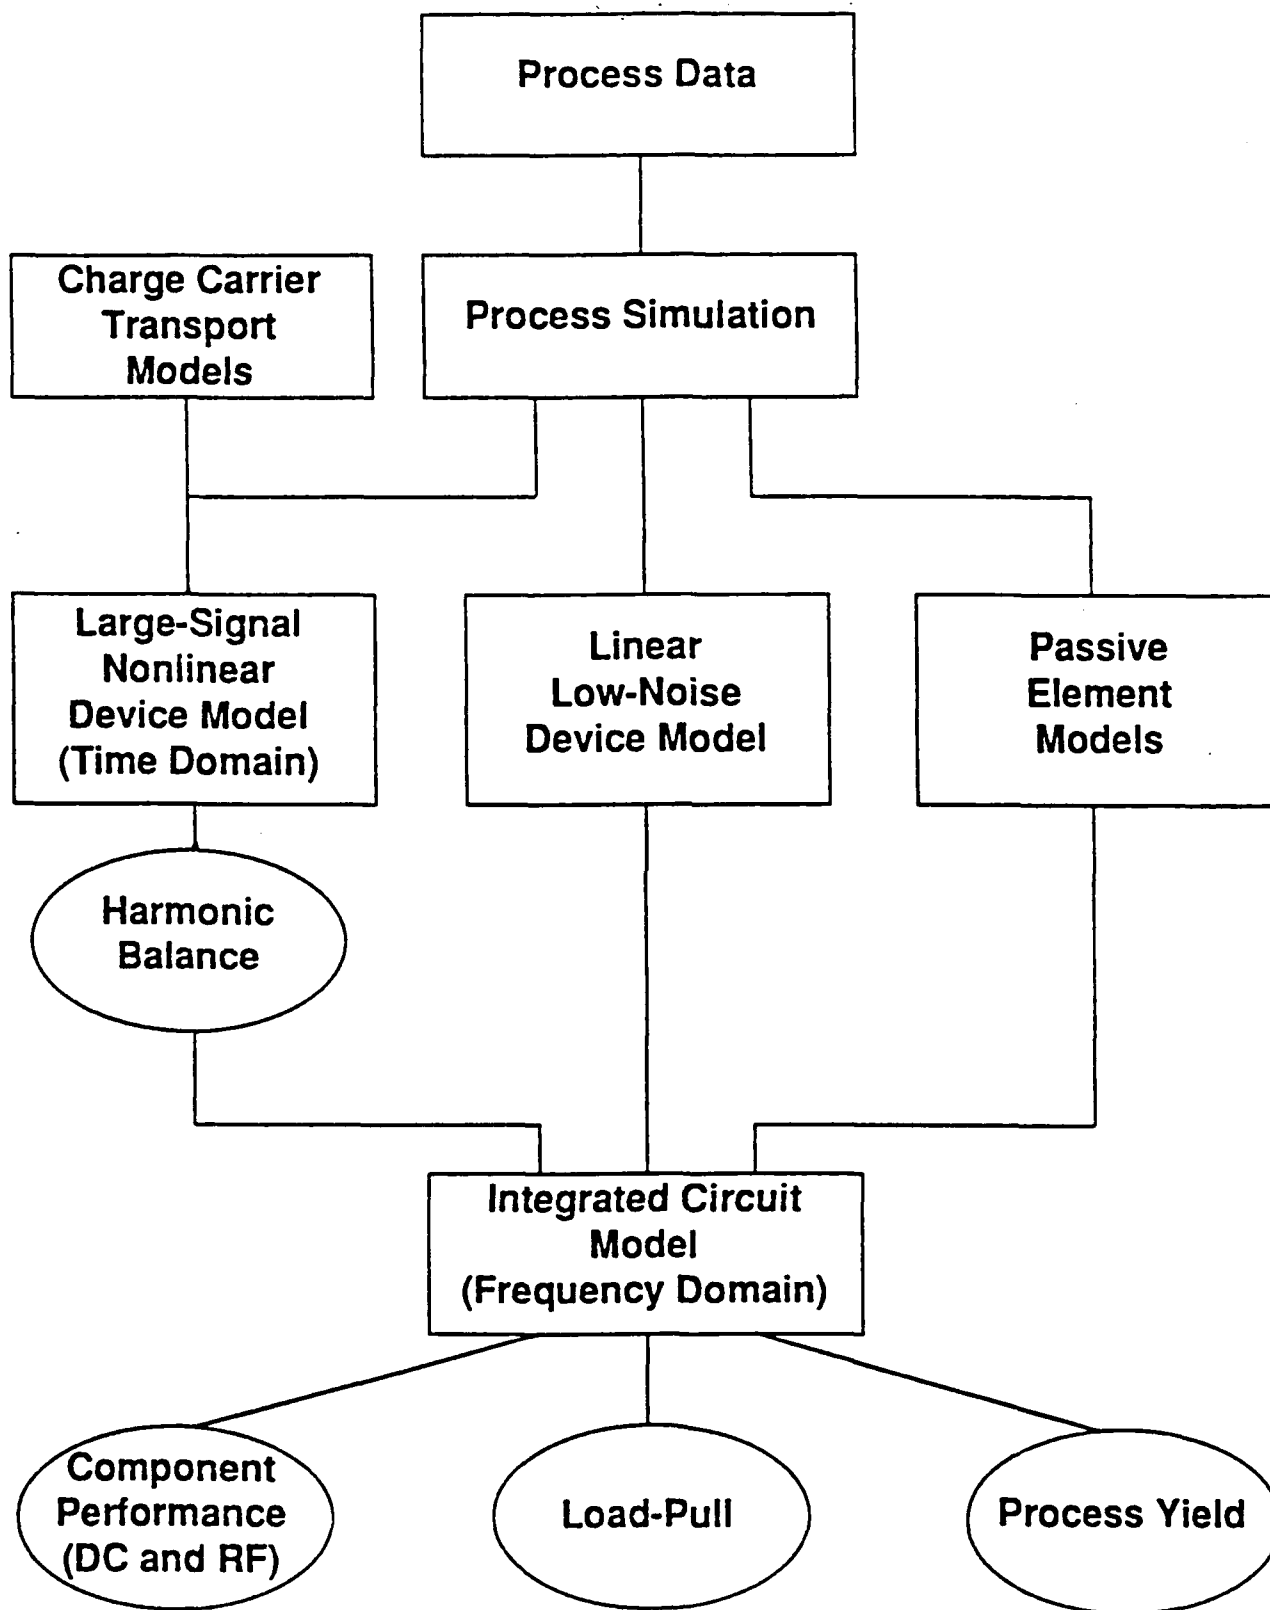 Process Data
Charge Carrier
Transport
Models
Process Simulation
Large-Signal
Nonlinear
Device Model
(Time Domain)
Linear
Low-Noise
Device Model
Passive
Element
Models
Harmonic
Balance
Integrated Circuit
Model
(Frequency Domain)
Component
Performance
(DC and RF)
Load-Pull
Process Yield